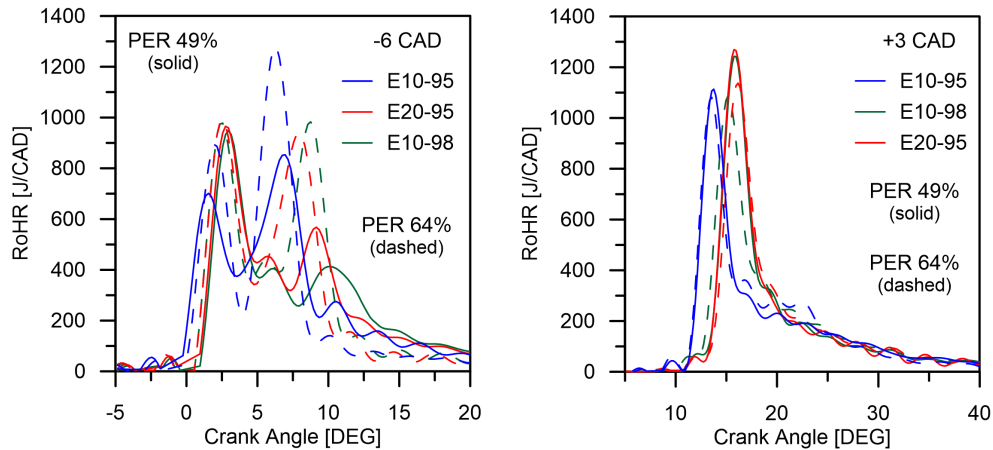 1400
1200
1000
800
600
400
200
0
RoHR [J/CAD]
PER 49%
(solid)
-6 CAD
E10-95
E20-95
E10-98
PER 64%
(dashed)
-5
0
5
10
15
20
Crank Angle [DEG]
1400
1200
1000
800
600
400
200
0
RoHR [J/CAD]
+3 CAD
E10-95
E10-98
E20-95
PER 49%
(solid)
PER 64%
(dashed)
10
20
30
40
Crank Angle [DEG]